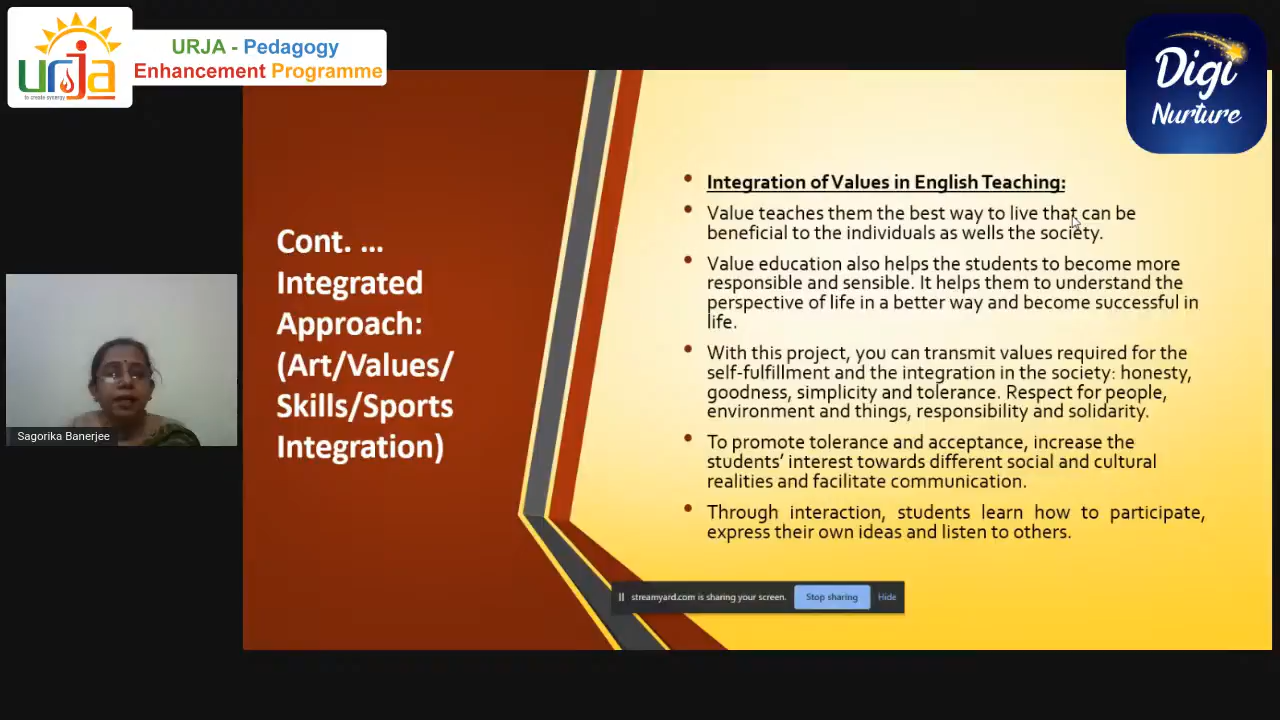 urja
to create synergy
URJA - Pedagogy
Enhancement Programme
Digi
Nurture
Cont. ...
Integrated
Approach:
(Art/Values/
Skills/Sports
Integration)
Integration of Values in English Teaching:
Value teaches them the best way to live that can be
beneficial to the individuals as wells the society.
Value education also helps the students to become more
responsible and sensible. It helps them to understand the
perspective of life in a better way and become successful in
life.
With this project, you can transmit values required for the
self-fulfillment and the integration in the society: honesty,
goodness, simplicity and tolerance. Respect for people,
environment and things, responsibility and solidarity.
To promote tolerance and acceptance, increase the
students' interest towards different social and cultural
realities and facilitate communication.
Through interaction, students learn how to participate,
express their own ideas and listen to others.
Sagorika Banerjee
streamyard.com is sharing your screen. Stop sharing Hide